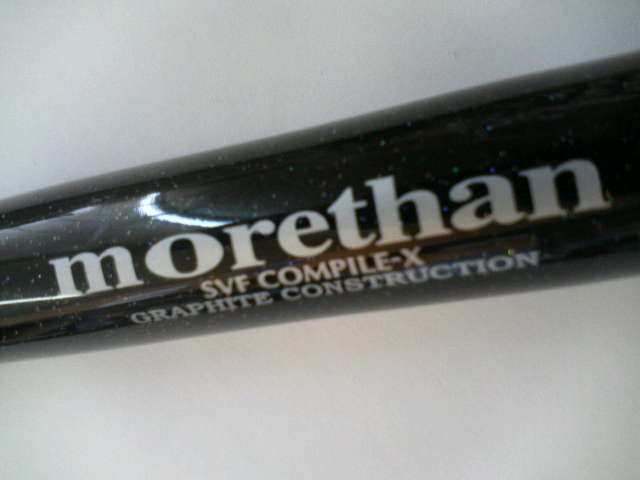 morethan
SVF COMPILE-X
GRAPHITE CONSTRUCTION